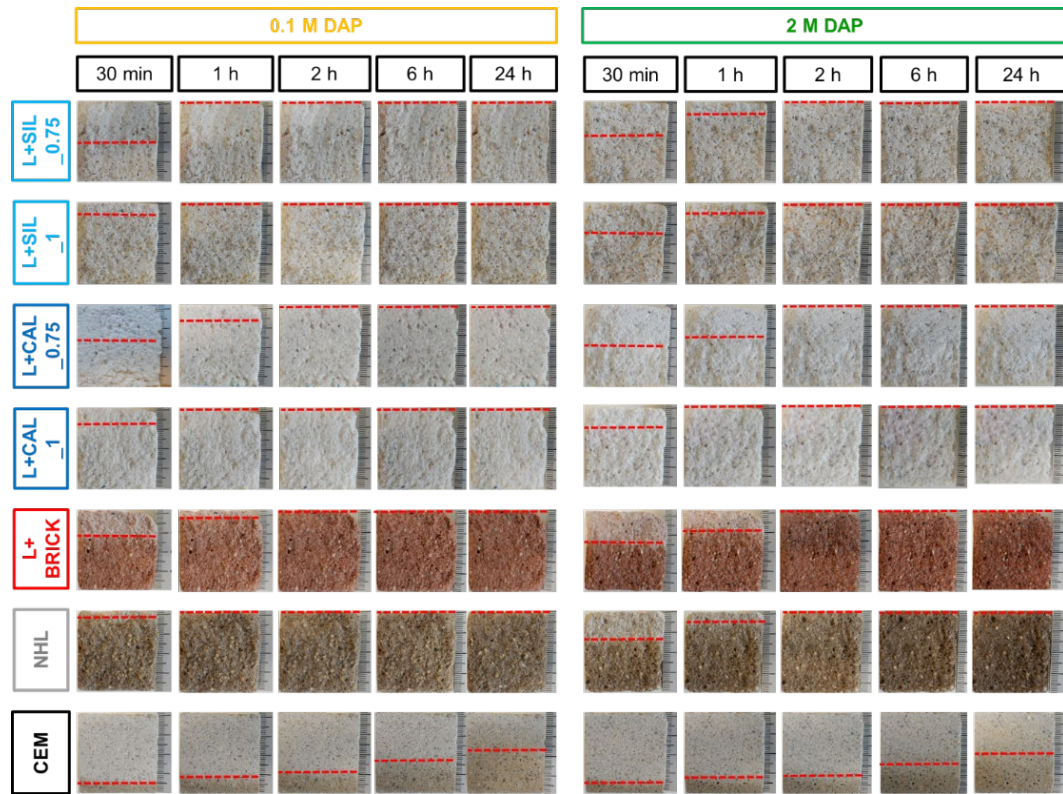 0.1 M DAP
2 M DAP
30 min
1 h
2 h
6 h
24 h
30 min
1 h
2 h
6 h
24 h
L+SIL
_0.75
L+SIL
_1
L+CAL
_0.75
L+CAL
_1
L+
BRICK
NHL
CEM